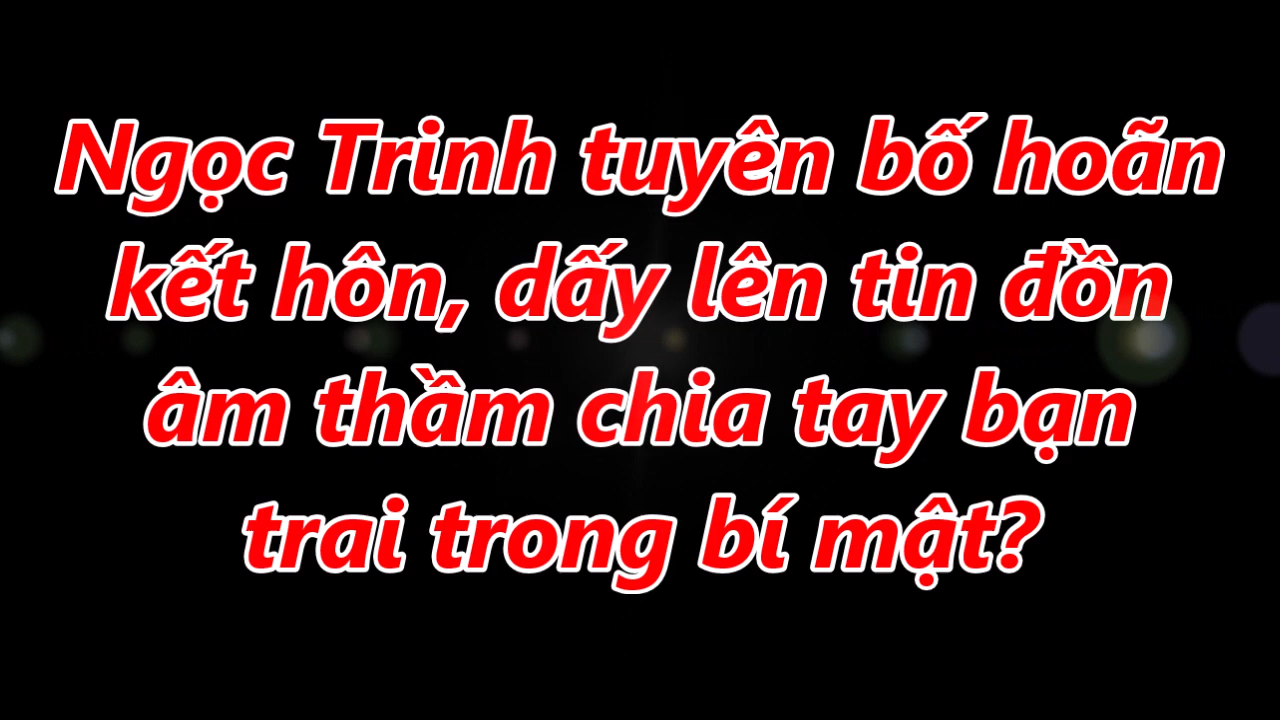 Ngọc Trinh tuyên bố hoãn
kết hôn, dấy lên tin đồn
âm thầm chia tay bạn
trai trong bí mật?